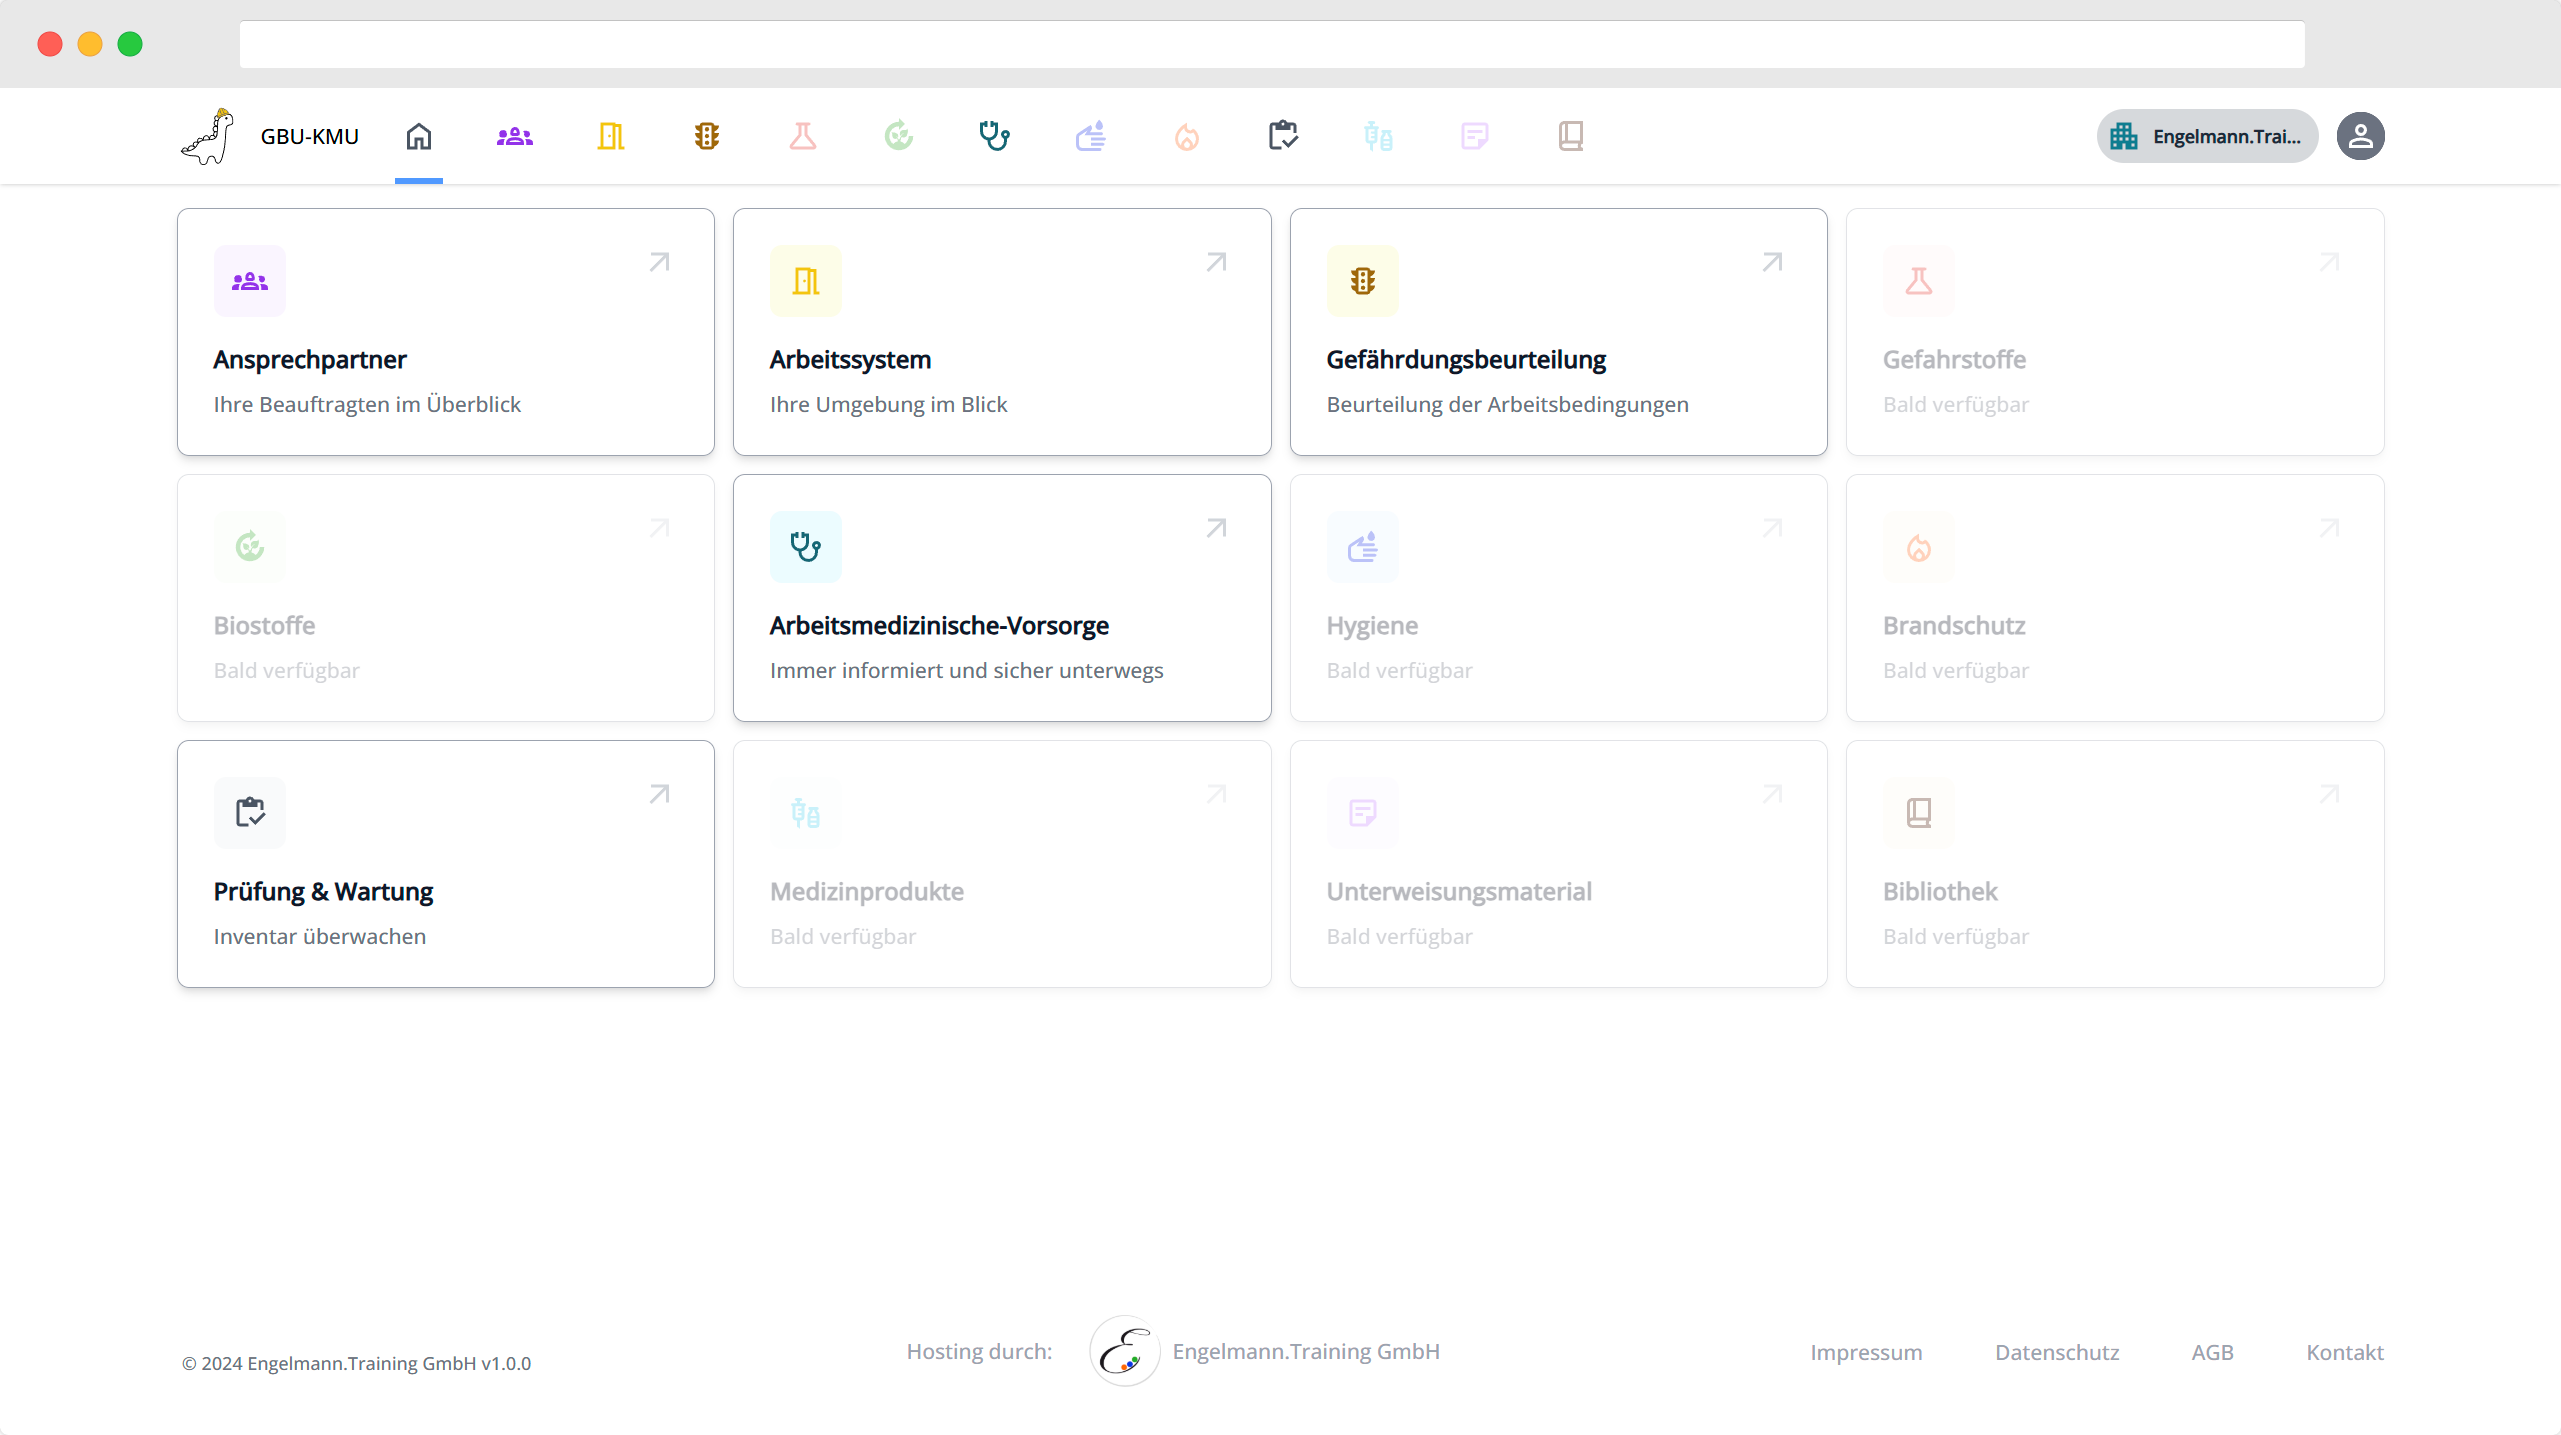 GBU-KMU
Engelmann.Trai...
Ansprechpartner
Ihre Beauftragten im Überblick
Arbeitssystem
Ihre Umgebung im Blick
Gefährdungsbeurteilung
Beurteilung der Arbeitsbedingungen
Gefahrstoffe
Bald verfügbar
Biostoffe
Bald verfügbar
Arbeitsmedizinische-Vorsorge
Immer informiert und sicher unterwegs
Hygiene
Bald verfügbar
Brandschutz
Bald verfügbar
Prüfung & Wartung
Inventar überwachen
Medizinprodukte
Bald verfügbar
Unterweisungsmaterial
Bald verfügbar
Bibliothek
Bald verfügbar
© 2024 Engelmann.Training GmbH v1.0.0
Hosting durch:
Engelmann.Training GmbH
Impressum
Datenschutz
AGB
Kontakt